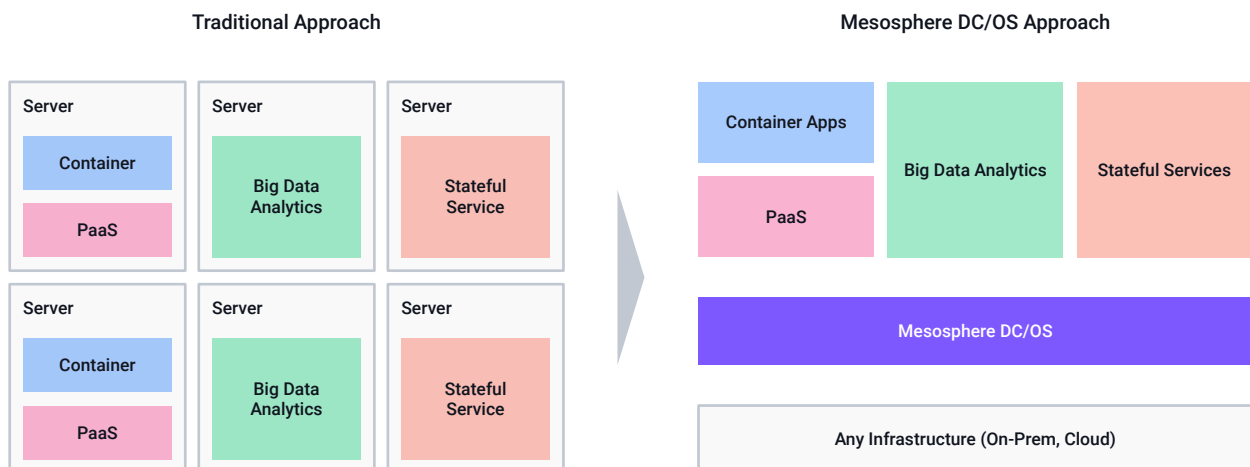 Traditional Approach
Mesosphere DC/OS Approach
Server
Container
PaaS
Server
Big Data
Analytics
Server
Stateful
Service
Server
Container
PaaS
Server
Big Data
Analytics
Server
Stateful
Service
Container Apps
PaaS
Big Data Analytics
Stateful Services
Mesosphere DC/OS
Any Infrastructure (On-Prem, Cloud)